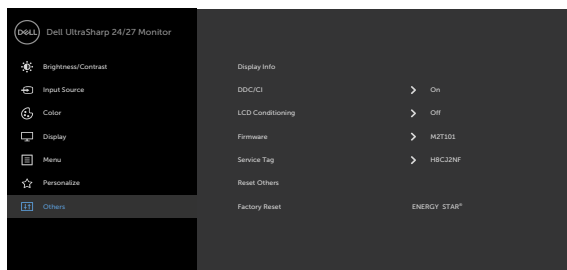 DELL Dell UltraSharp 24/27 Monitor
Brightness/Contrast Display Info
Input Source DDC/CI On
Color LCD Conditioning Off
Display Firmware M2T101
Menu Service Tag H8CJ2NF
Personalize Reset Others
Others Factory Reset ENERGY STAR®